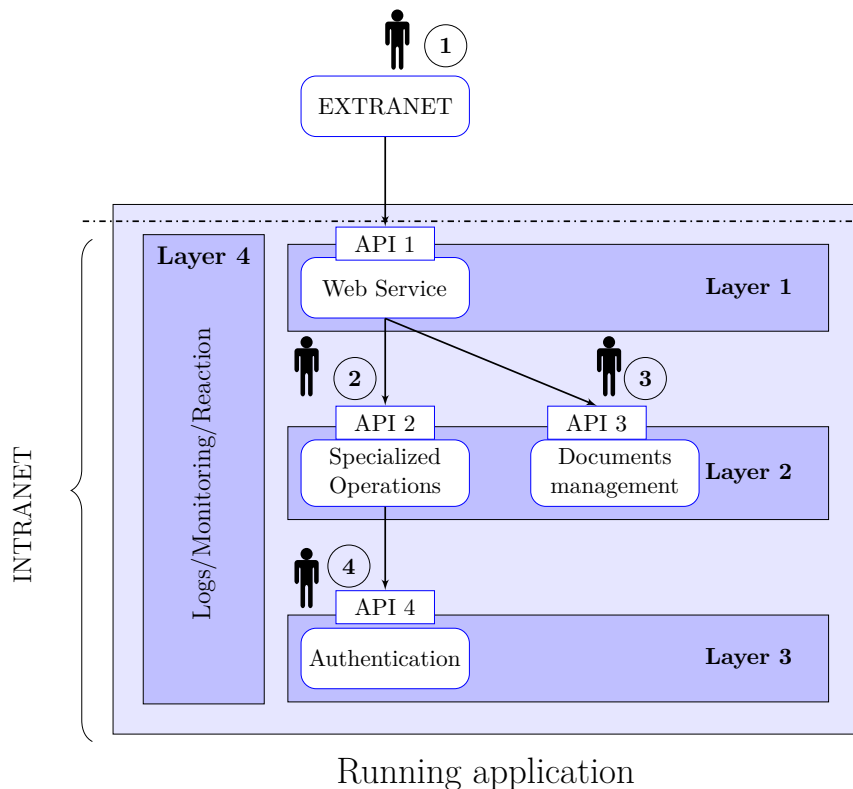 1
EXTRANET
API 1
Layer 4
Web Service
Layer 1
Logs/Monitoring/Reaction
INTRANET
2
3
API 2
API 3
Specialized
Operations
Documents
management
Layer 2
4
API 4
Authentication
Layer 3
Running application